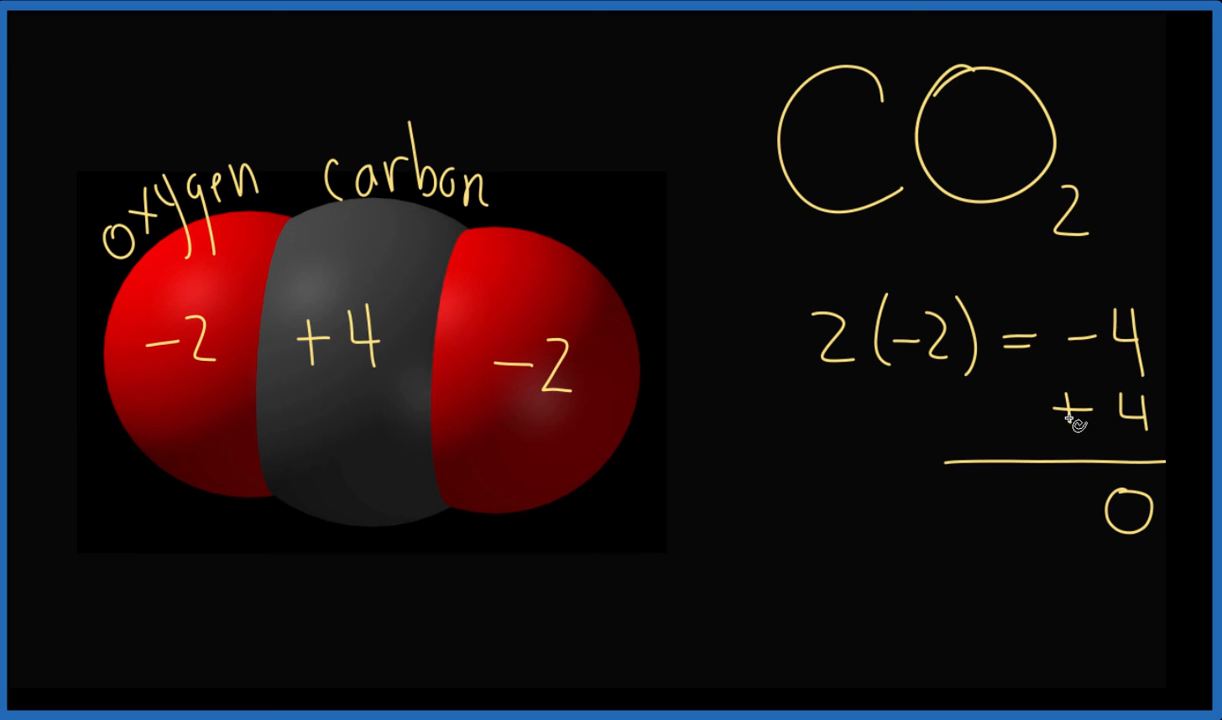 oxygen carbon
-2 +4 -2
CO₂
2(-2) = -4
+ 4
0